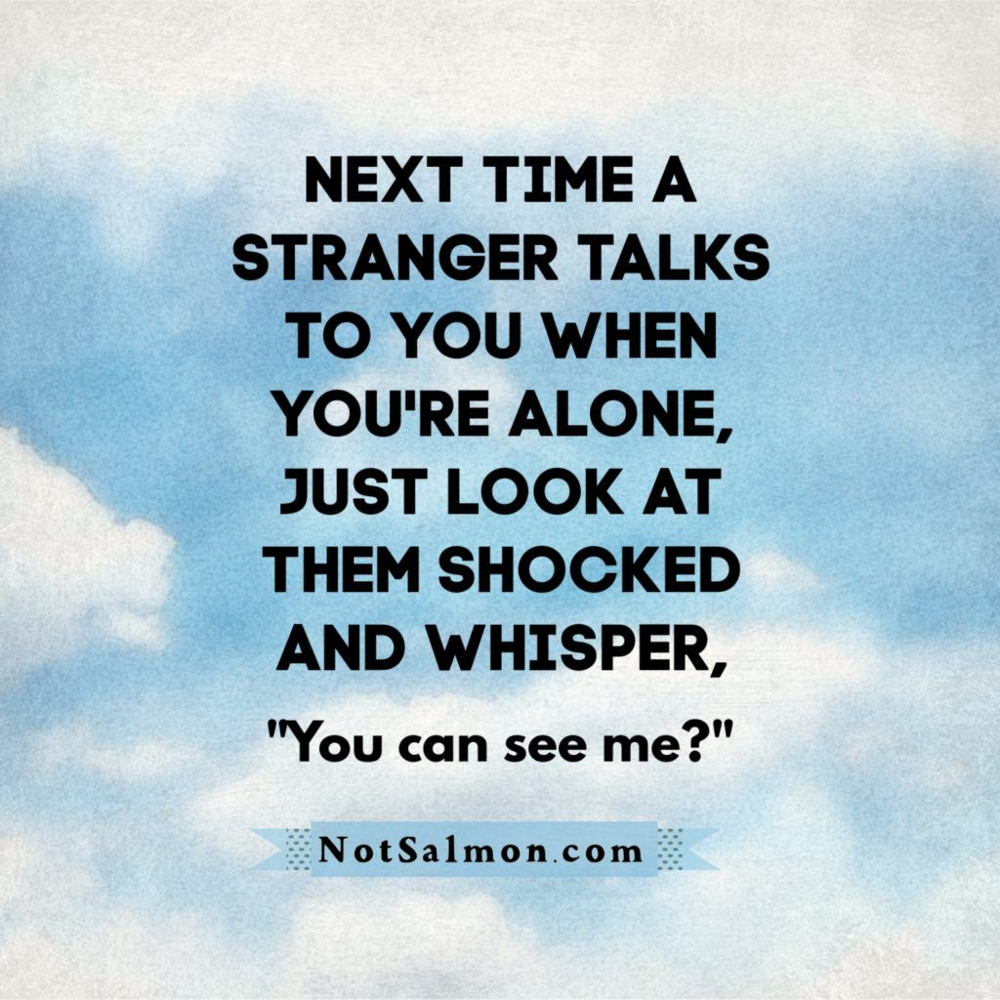 NEXT TIME A
STRANGER TALKS
TO YOU WHEN
YOU'RE ALONE,
JUST LOOK AT
THEM SHOCKED
AND WHISPER,
"You can see me?"
NotSalmon.com